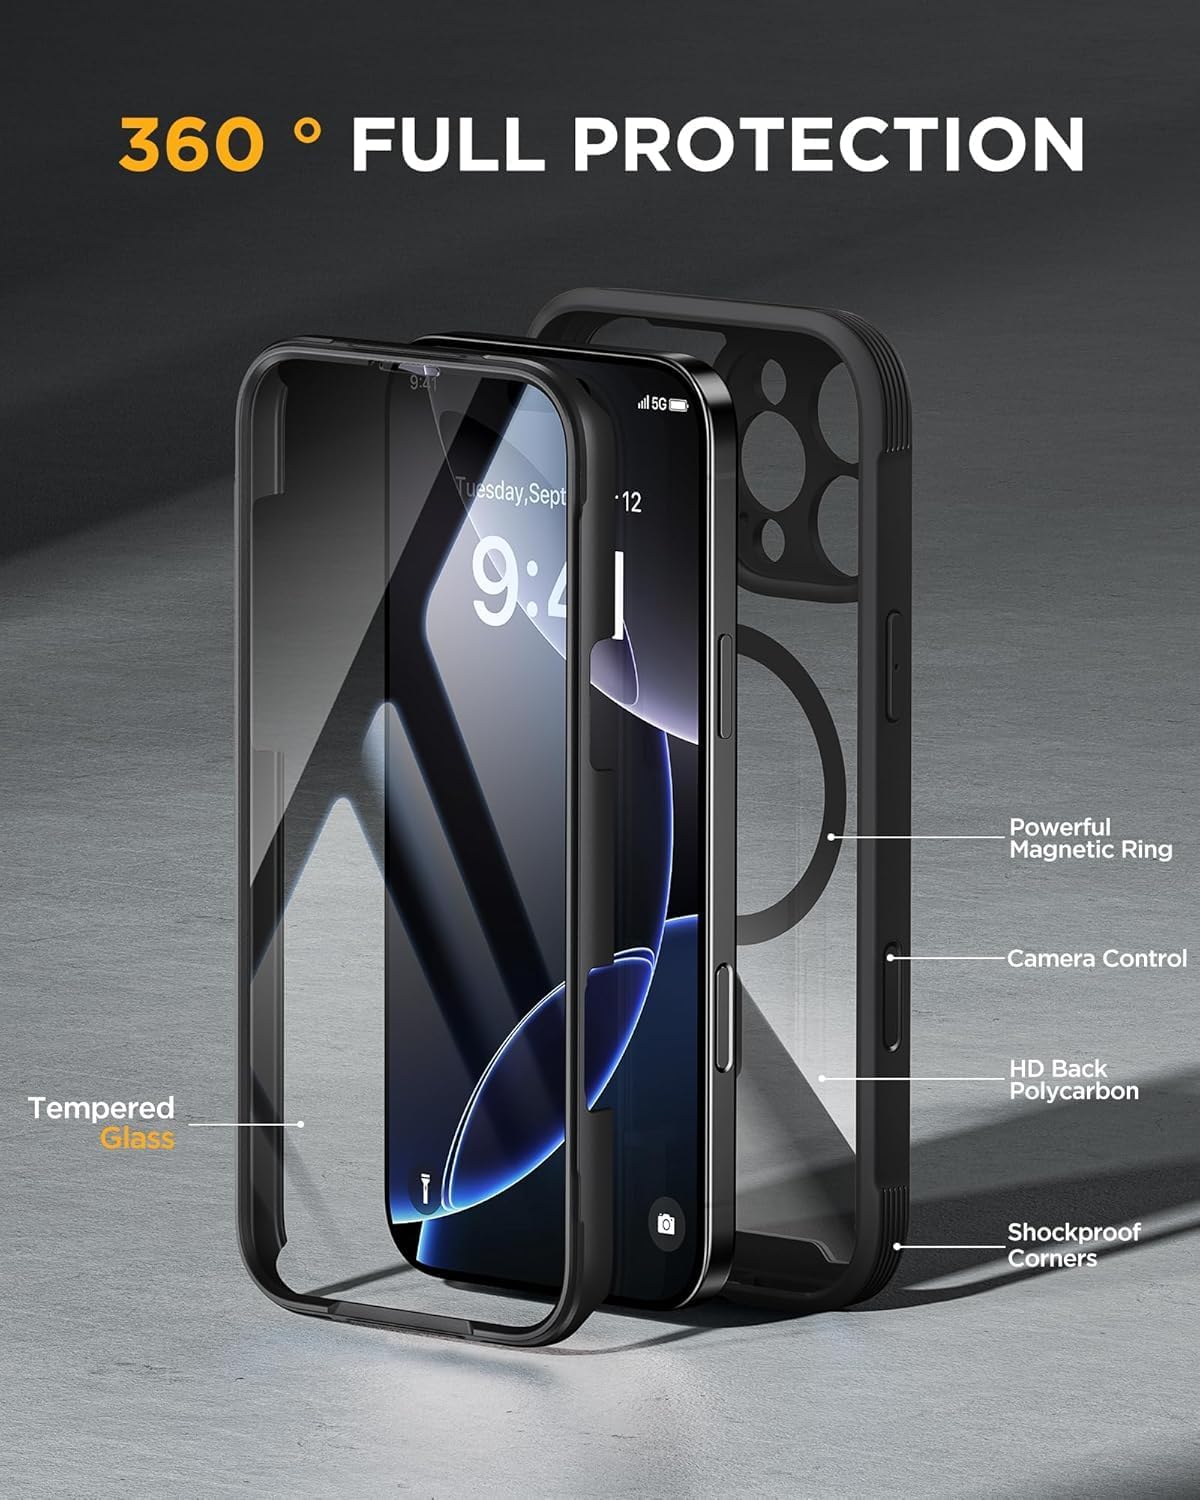 360 ° FULL PROTECTION
9:41
5G
Tuesday,Sept
12
9:4
Powerful
Magnetic Ring
Camera Control
HD Back
Polycarbon
Tempered
Glass
Shockproof
Corners